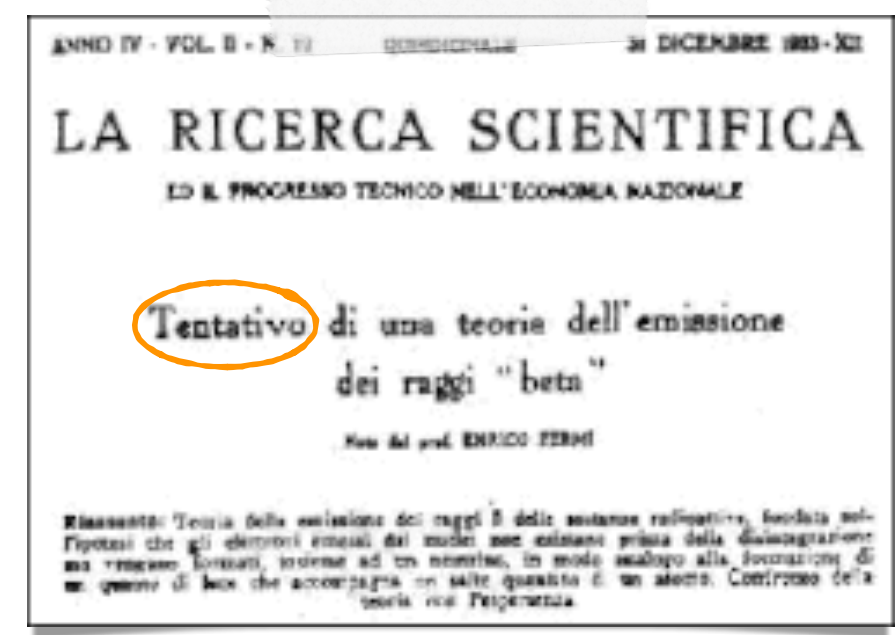 ANNO IV - VOL. II - N. 12 QUINDICINALE 31 DICEMBRE 1933 - XII
LA RICERCA SCIENTIFICA
ED IL PROGRESSO TECNICO NELL'ECONOMIA NAZIONALE
Tentativo di una teoria dell'emissione
dei raggi "beta"
Nota del prof. ENRICO FERMI
Riassunto: Teoria della emissione dei raggi β delle sostanze radioattive, fondata sul-
l'ipotesi che gli elettroni emessi dai nuclei non esistano prima della disintegrazione
ma vengano formati, insieme ad un neutrino, in modo analogo alla formazione di
un quanto di luce che accompagna un salto quantico di un atomo. Confronto della
teoria con l'esperienza.